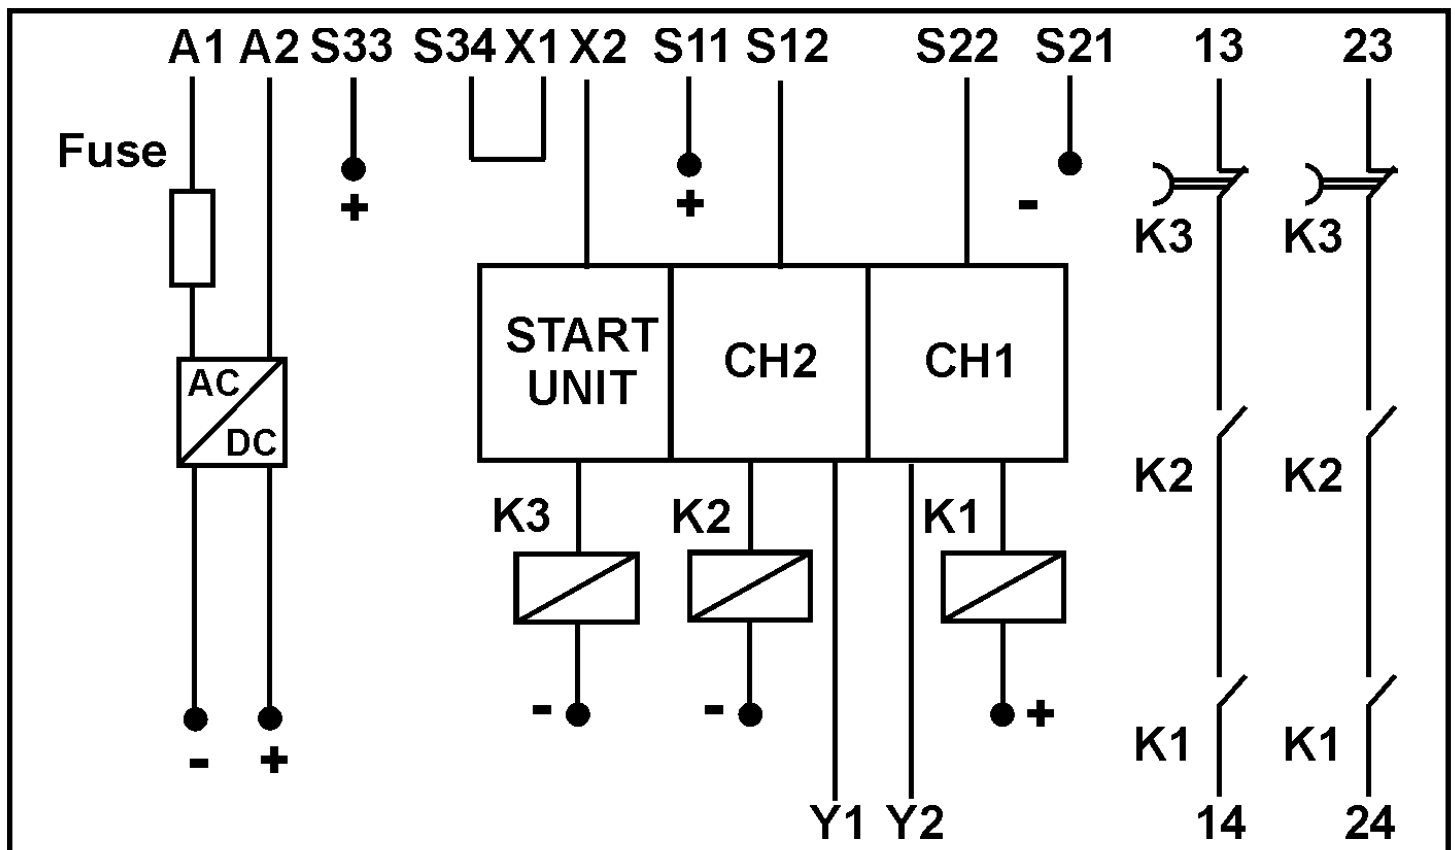 A1 A2 S33 S34 X1 X2 S11 S12 S22 S21 13 23
Fuse
+ + -
K3 K3
START
UNIT
CH2
CH1
AC
DC
K2 K2
K3 K2 K1
- - +
- +
K1 K1
Y1 Y2 14 24